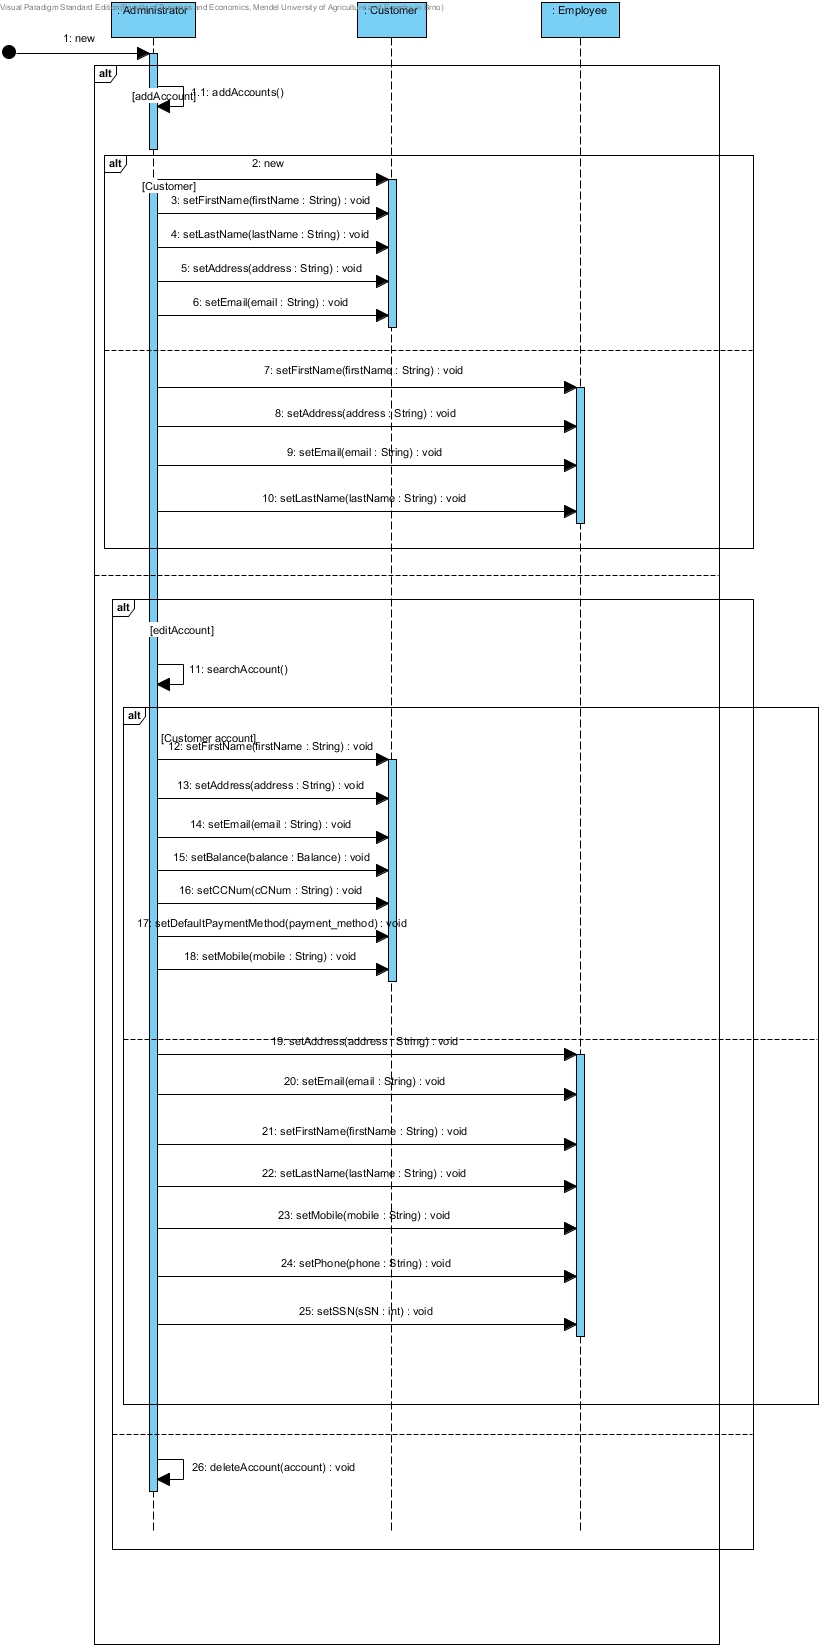 Visual Paradigm Standard Edition and Economics, Mendel University of Agriculture
: Administrator
: Customer
: Employee
1: new
alt
[addAccount]
1.1: addAccounts()
alt
2: new
[Customer]
3: setFirstName(firstName : String) : void
4: setLastName(lastName : String) : void
5: setAddress(address : String) : void
6: setEmail(email : String) : void
7: setFirstName(firstName : String) : void
8: setAddress(address : String) : void
9: setEmail(email : String) : void
10: setLastName(lastName : String) : void
alt
[editAccount]
11: searchAccount()
alt
[Customer account]
12: setFirstName(firstName : String) : void
13: setAddress(address : String) : void
14: setEmail(email : String) : void
15: setBalance(balance : Balance) : void
16: setCCNum(cCNum : String) : void
17: setDefaultPaymentMethod(payment_method) : void
18: setMobile(mobile : String) : void
19: setAddress(address : String) : void
20: setEmail(email : String) : void
21: setFirstName(firstName : String) : void
22: setLastName(lastName : String) : void
23: setMobile(mobile : String) : void
24: setPhone(phone : String) : void
25: setSSN(sSN : int) : void
26: deleteAccount(account) : void